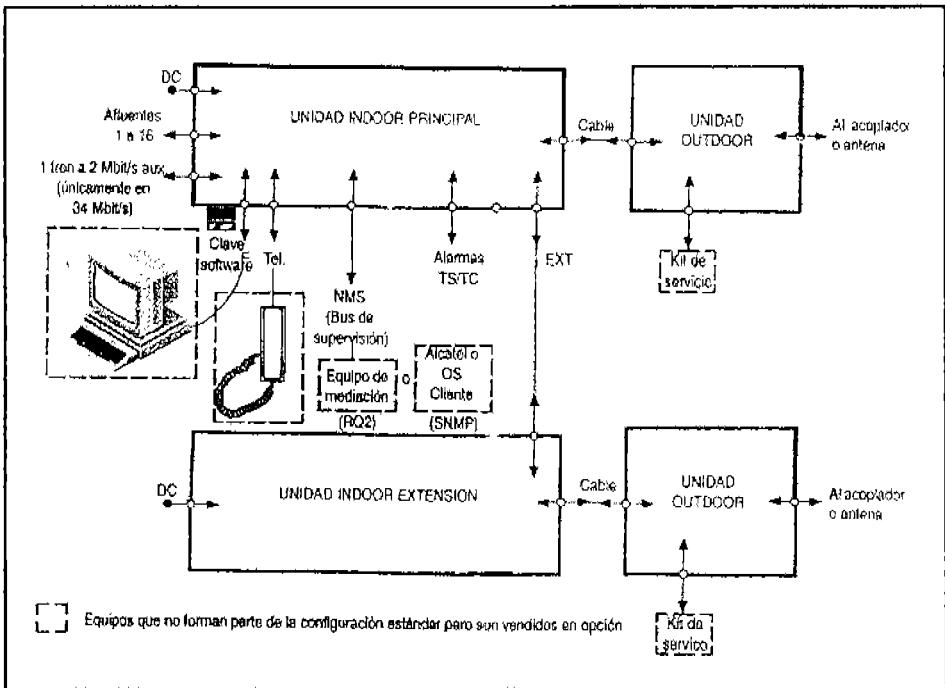 DC
UNIDAD INDOOR PRINCIPAL
UNIDAD
OUTDOOR
Afluentes
1 a 16
Cable
Al acoplador
o antena
1 tren a 2 Mbit/s aux
(únicamente en
34 Mbit/s)
Clave
software
F
Tel.
Alarmas
TS/TC
EXT
Kit de
servicio
NMS
(Bus de
supervisión)
Equipo de
mediación
(RQ2)
o
Alcatel o
OS
Cliente
(SNMP)
DC
UNIDAD INDOOR EXTENSION
Cable
UNIDAD
OUTDOOR
Al acoplador
o antena
Equipos que no forman parte de la configuración estándar pero son vendidos en opción
Kit de
servico